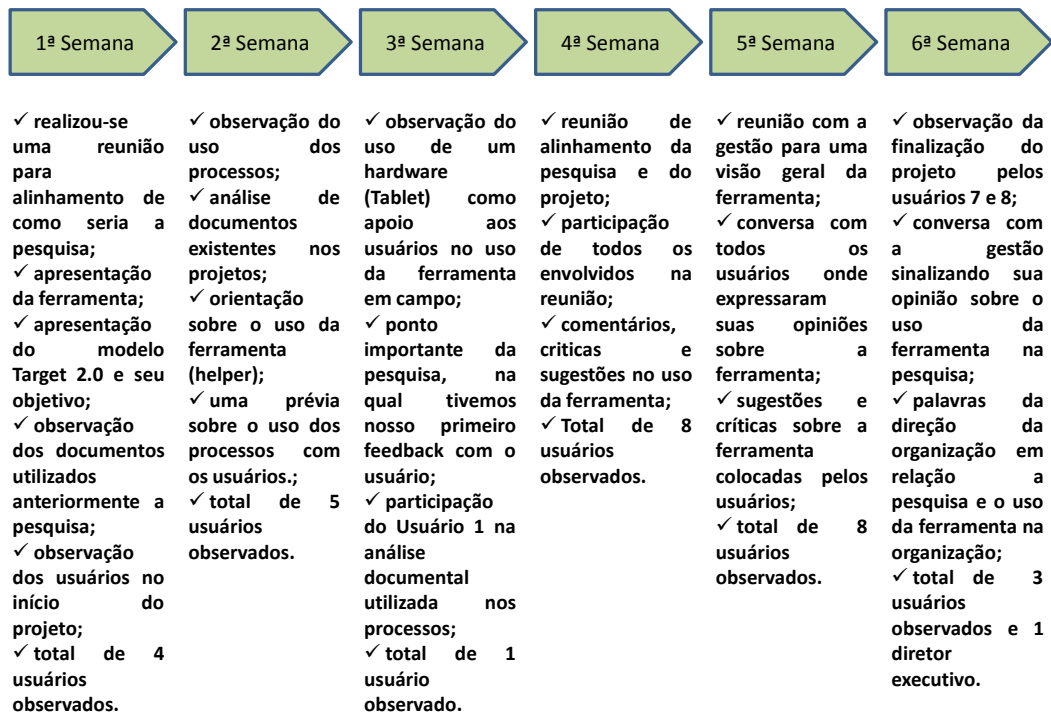 1ª Semana
2ª Semana
3ª Semana
4ª Semana
5ª Semana
6ª Semana
✓ realizou-se
uma reunião
para
alinhamento de
como seria a
pesquisa;
✓ apresentação
da ferramenta;
✓ apresentação
do modelo
Target 2.0 e seu
objetivo;
✓ observação
dos documentos
utilizados
anteriormente a
pesquisa;
✓ observação
dos usuários no
início do
projeto;
✓ total de 4
usuários
observados.
✓ observação do
uso dos
processos;
✓ análise de
documentos
existentes nos
projetos;
✓ orientação
sobre o uso da
ferramenta
(helper);
✓ uma prévia
sobre o uso dos
processos com
os usuários.;
✓ total de 5
usuários
observados.
✓ observação do
uso de um
hardware
(Tablet) como
apoio aos
usuários no uso
da ferramenta
em campo;
✓ ponto
importante da
pesquisa, na
qual tivemos
nosso primeiro
feedback com o
usuário;
✓ participação
do Usuário 1 na
análise
documental
utilizada nos
processos;
✓ total de 1
usuário
observado.
✓ reunião de
alinhamento da
pesquisa e do
projeto;
✓ participação
de todos os
envolvidos na
reunião;
✓ comentários,
criticas e
sugestões no uso
da ferramenta;
✓ Total de 8
usuários
observados.
✓ reunião com a
gestão para uma
visão geral da
ferramenta;
✓ conversa com
todos os
usuários onde
expressaram
suas opiniões
sobre a
ferramenta;
✓ sugestões e
críticas sobre a
ferramenta
colocadas pelos
usuários;
✓ total de 8
usuários
observados.
✓ observação da
finalização do
projeto pelos
usuários 7 e 8;
✓ conversa com
a gestão
sinalizando sua
opinião sobre o
uso da
ferramenta na
pesquisa;
✓ palavras da
direção da
organização em
relação a
pesquisa e o uso
da ferramenta na
organização;
✓ total de 3
usuários
observados e 1
diretor
executivo.